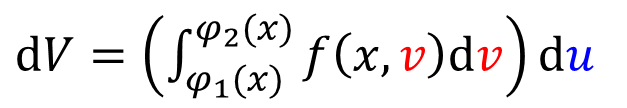 dV = (∫_{φ₁(x)}^{φ₂(x)} f(x, v)dv) du